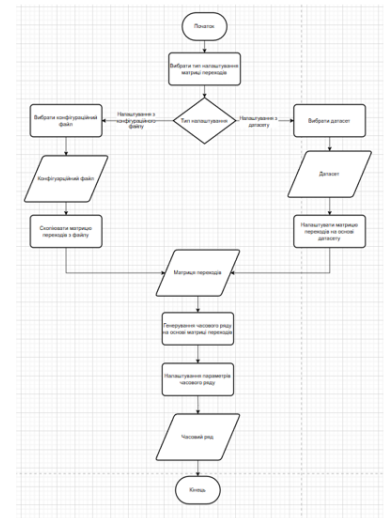 Початок
Вибрати тип налаштування
матриці переходів
Налаштування з
конфігураційного
файлу
Тип налаштування
Налаштування з
датасету
Вибрати конфігураційний
файл
Вибрати датасет
Конфігураційний файл
Датасет
Скопіювати матрицю
переходів з файлу
Налаштувати матрицю
переходів на основі
датасету
Матриця переходів
Генерування часового ряду
на основі матриці переходів
Налаштування параметрів
часового ряду
Часовий ряд
Кінець